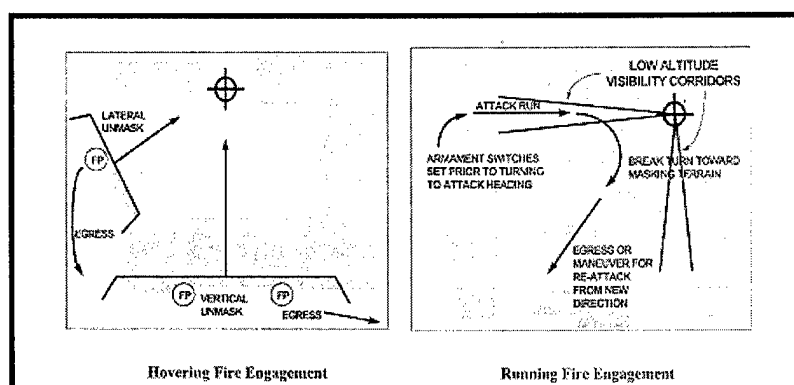 LATERAL
UNMASK
FP
EGRESS
FP
VERTICAL
UNMASK
FP
EGRESS
Hovering Fire Engagement
LOW ALTITUDE
VISIBILITY CORRIDORS
ATTACK RUN
ARMAMENT SWITCHES
SET PRIOR TO TURNING
TO ATTACK HEADING
BREAK TURN TOWARD
MASKING TERRAIN
EGRESS OR
MANEUVER FOR
RE-ATTACK
FROM NEW
DIRECTION
Running Fire Engagement